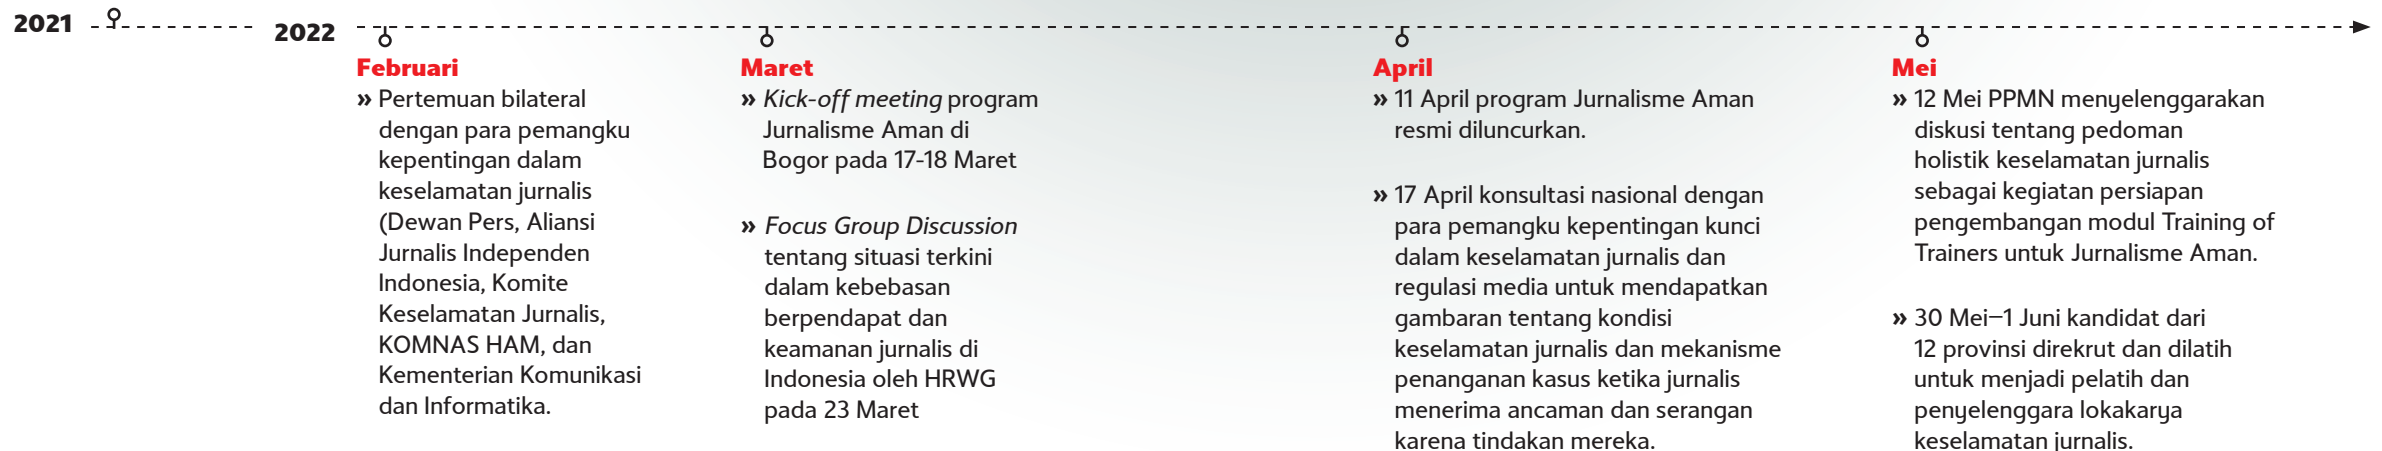 2021
2022
Februari
» Pertemuan bilateral
dengan para pemangku
kepentingan dalam
keselamatan jurnalis
(Dewan Pers, Aliansi
Jurnalis Independen
Indonesia, Komite
Keselamatan Jurnalis,
KOMNAS HAM, dan
Kementerian Komunikasi
dan Informatika.
Maret
» Kick-off meeting program
Jurnalisme Aman di
Bogor pada 17-18 Maret
» Focus Group Discussion
tentang situasi terkini
dalam kebebasan
berpendapat dan
keamanan jurnalis di
Indonesia oleh HRWG
pada 23 Maret
April
» 11 April program Jurnalisme Aman
resmi diluncurkan.
» 17 April konsultasi nasional dengan
para pemangku kepentingan kunci
dalam keselamatan jurnalis dan
regulasi media untuk mendapatkan
gambaran tentang kondisi
keselamatan jurnalis dan mekanisme
penanganan kasus ketika jurnalis
menerima ancaman dan serangan
karena tindakan mereka.
Mei
» 12 Mei PPMN menyelenggarakan
diskusi tentang pedoman
holistik keselamatan jurnalis
sebagai kegiatan persiapan
pengembangan modul Training of
Trainers untuk Jurnalisme Aman.
» 30 Mei–1 Juni kandidat dari
12 provinsi direkrut dan dilatih
untuk menjadi pelatih dan
penyelenggara lokakarya
keselamatan jurnalis.